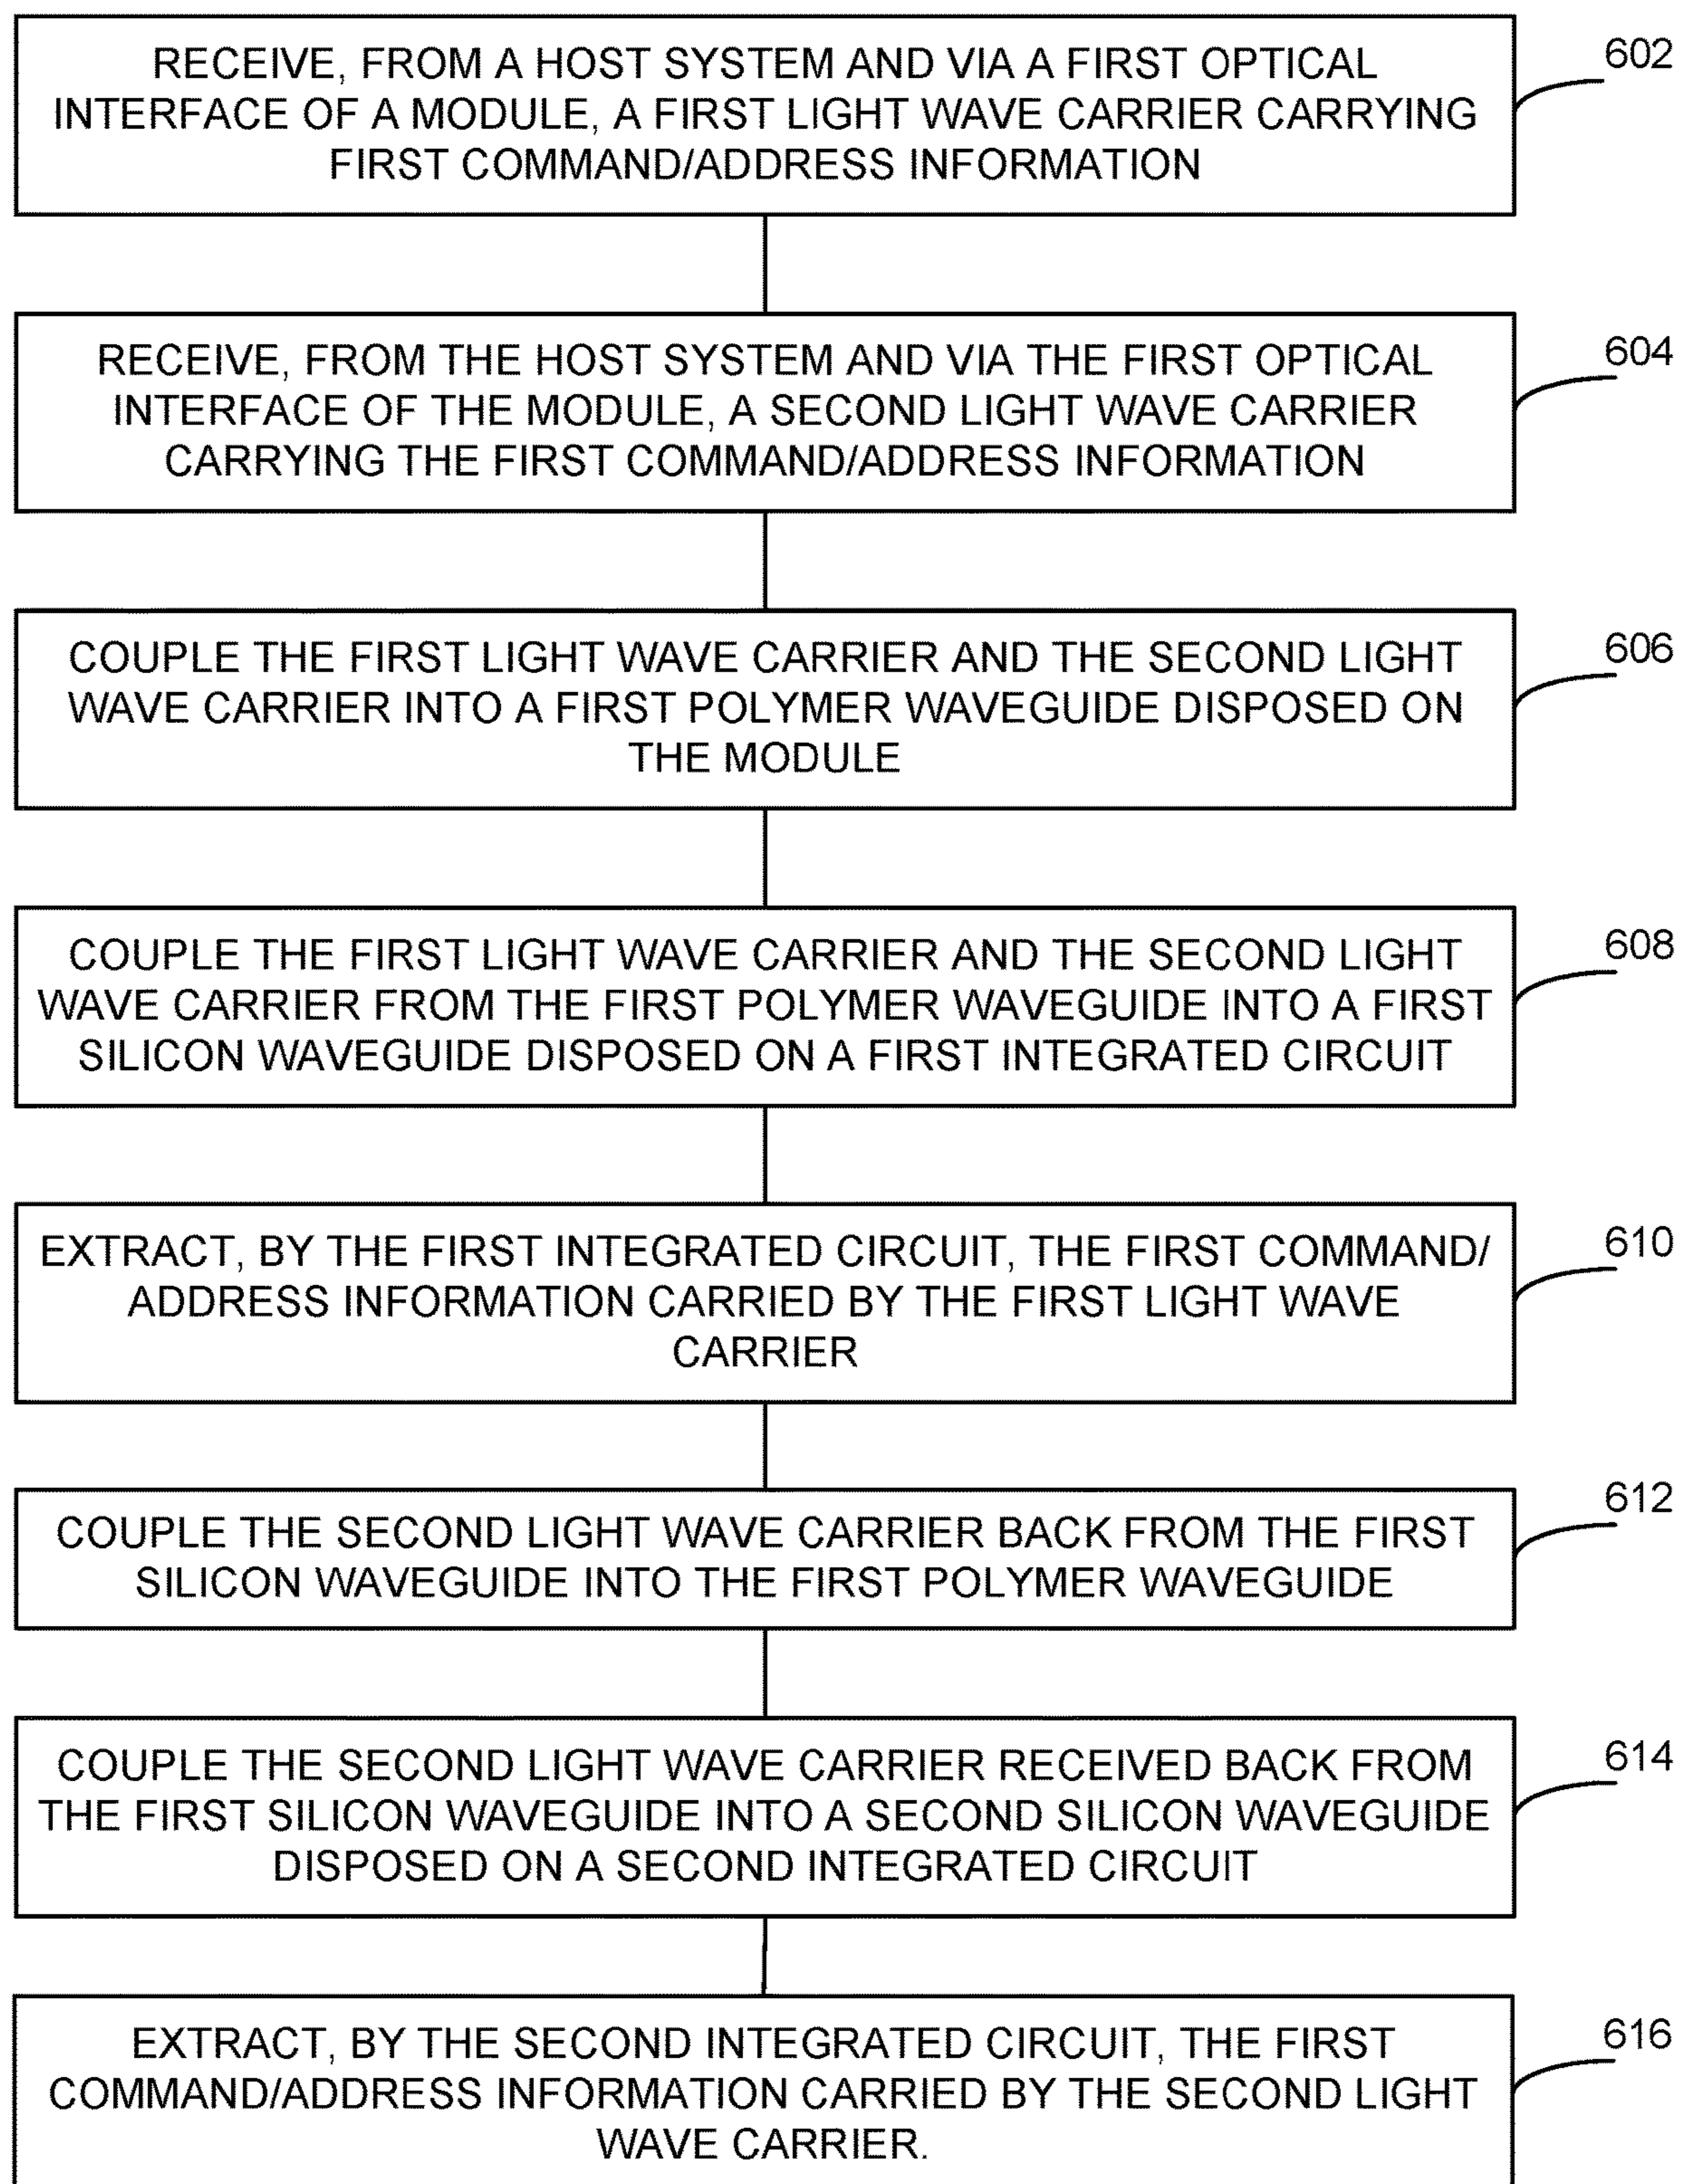 RECEIVE, FROM A HOST SYSTEM AND VIA A FIRST OPTICAL
INTERFACE OF A MODULE, A FIRST LIGHT WAVE CARRIER CARRYING
FIRST COMMAND/ADDRESS INFORMATION
602
RECEIVE, FROM THE HOST SYSTEM AND VIA THE FIRST OPTICAL
INTERFACE OF THE MODULE, A SECOND LIGHT WAVE CARRIER
CARRYING THE FIRST COMMAND/ADDRESS INFORMATION
604
COUPLE THE FIRST LIGHT WAVE CARRIER AND THE SECOND LIGHT
WAVE CARRIER INTO A FIRST POLYMER WAVEGUIDE DISPOSED ON
THE MODULE
606
COUPLE THE FIRST LIGHT WAVE CARRIER AND THE SECOND LIGHT
WAVE CARRIER FROM THE FIRST POLYMER WAVEGUIDE INTO A FIRST
SILICON WAVEGUIDE DISPOSED ON A FIRST INTEGRATED CIRCUIT
608
EXTRACT, BY THE FIRST INTEGRATED CIRCUIT, THE FIRST COMMAND/
ADDRESS INFORMATION CARRIED BY THE FIRST LIGHT WAVE
CARRIER
610
COUPLE THE SECOND LIGHT WAVE CARRIER BACK FROM THE FIRST
SILICON WAVEGUIDE INTO THE FIRST POLYMER WAVEGUIDE
612
COUPLE THE SECOND LIGHT WAVE CARRIER RECEIVED BACK FROM
THE FIRST SILICON WAVEGUIDE INTO A SECOND SILICON WAVEGUIDE
DISPOSED ON A SECOND INTEGRATED CIRCUIT
614
EXTRACT, BY THE SECOND INTEGRATED CIRCUIT, THE FIRST
COMMAND/ADDRESS INFORMATION CARRIED BY THE SECOND LIGHT
WAVE CARRIER.
616